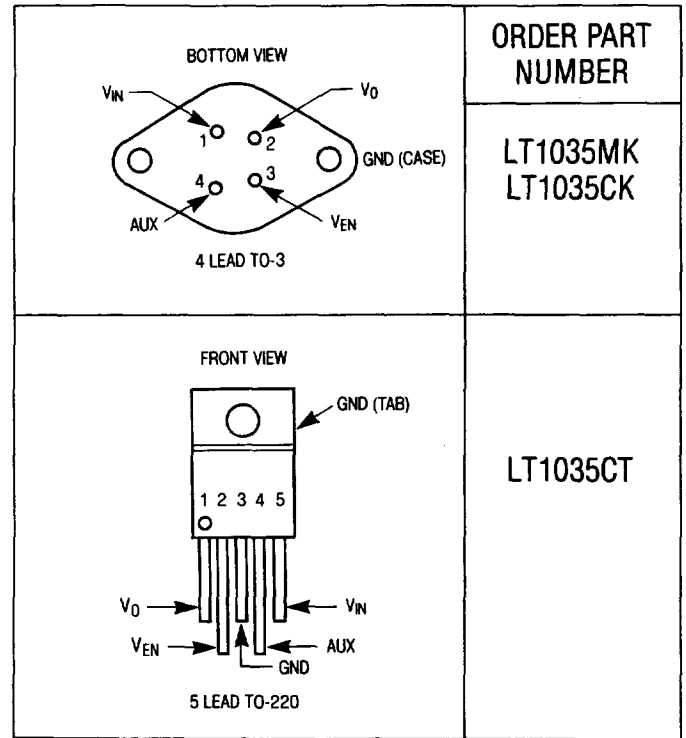 BOTTOM VIEW
VIN
VO
1
2
GND (CASE)
4
3
AUX
VEN
4 LEAD TO-3
ORDER PART
NUMBER
LT1035MK
LT1035CK
FRONT VIEW
GND (TAB)
1 2 3 4 5
VO
VIN
VEN
AUX
GND
5 LEAD TO-220
LT1035CT